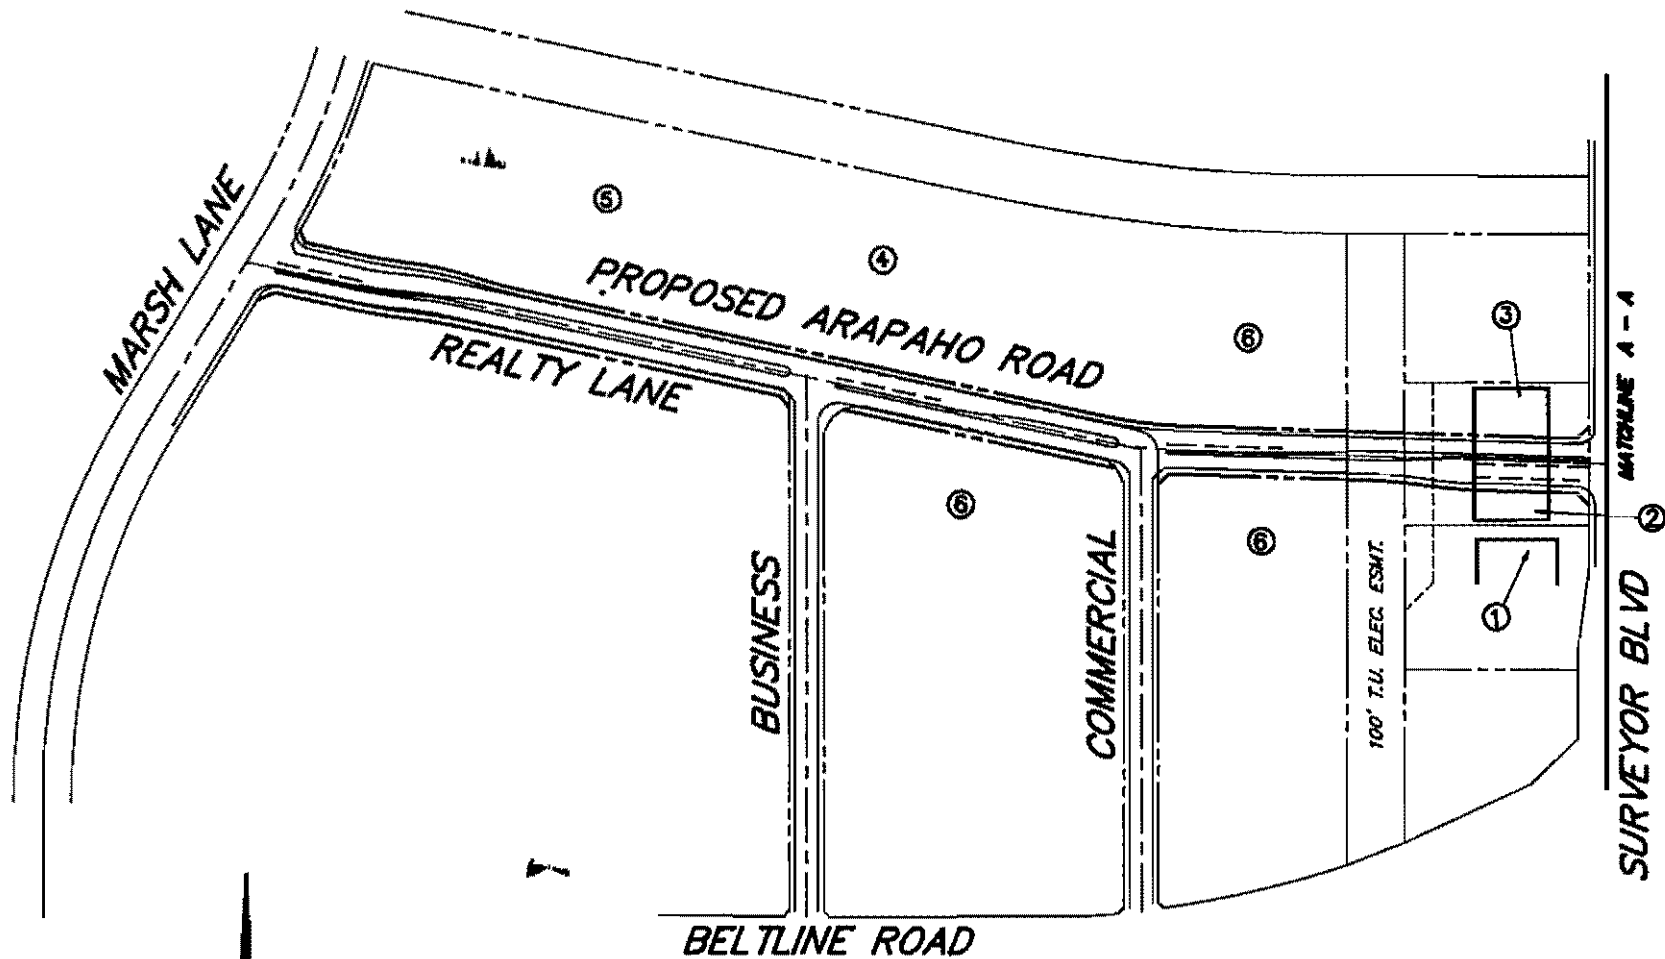 MARSH LANE
PROPOSED ARAPAHO ROAD
REALTY LANE
BUSINESS
COMMERCIAL
100' T.U. ELEC. ESMT.
MATCHLINE A-A
SURVEYOR BLVD
BELTLINE ROAD
5
4
6
3
2
1
6
6